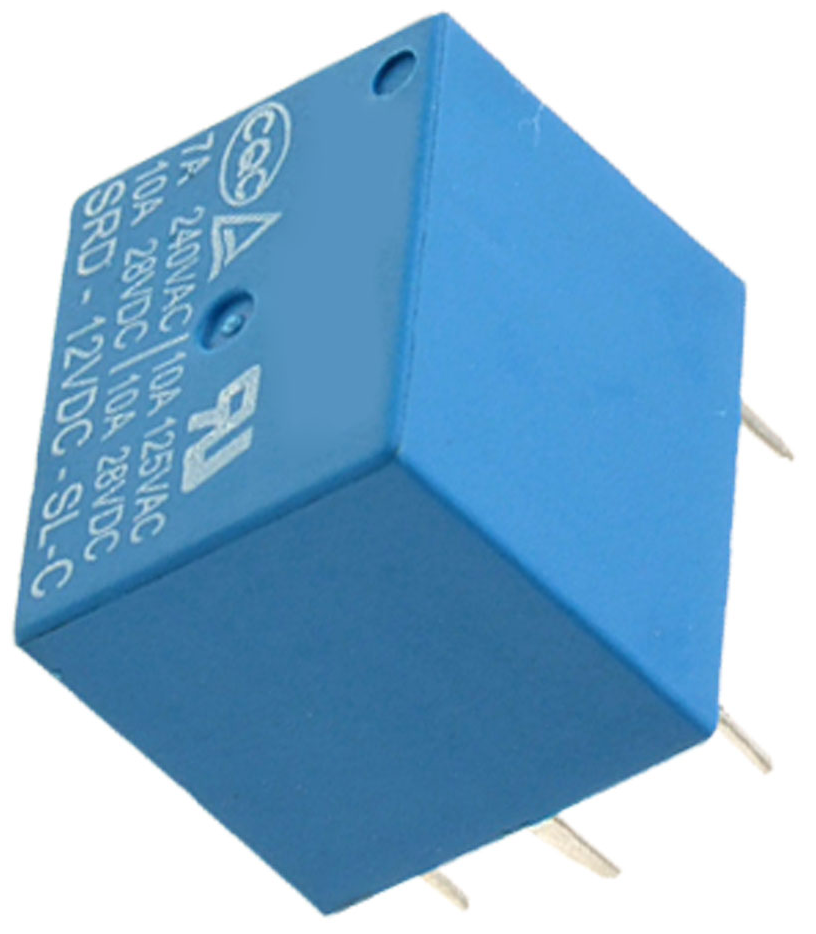 CQC
7A 240VAC|10A 125VAC
10A 28VDC|10A 28VDC
SRD-12VDC-SL-C